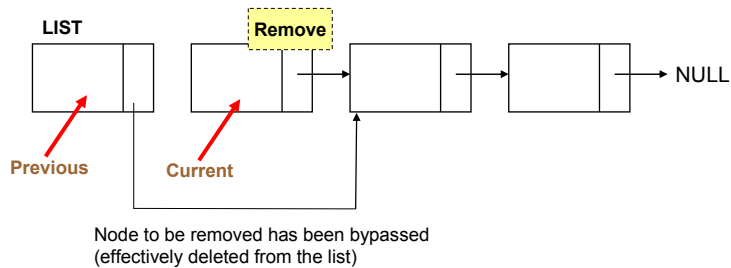 LIST
Remove
NULL
Previous
Current
Node to be removed has been bypassed
(effectively deleted from the list)